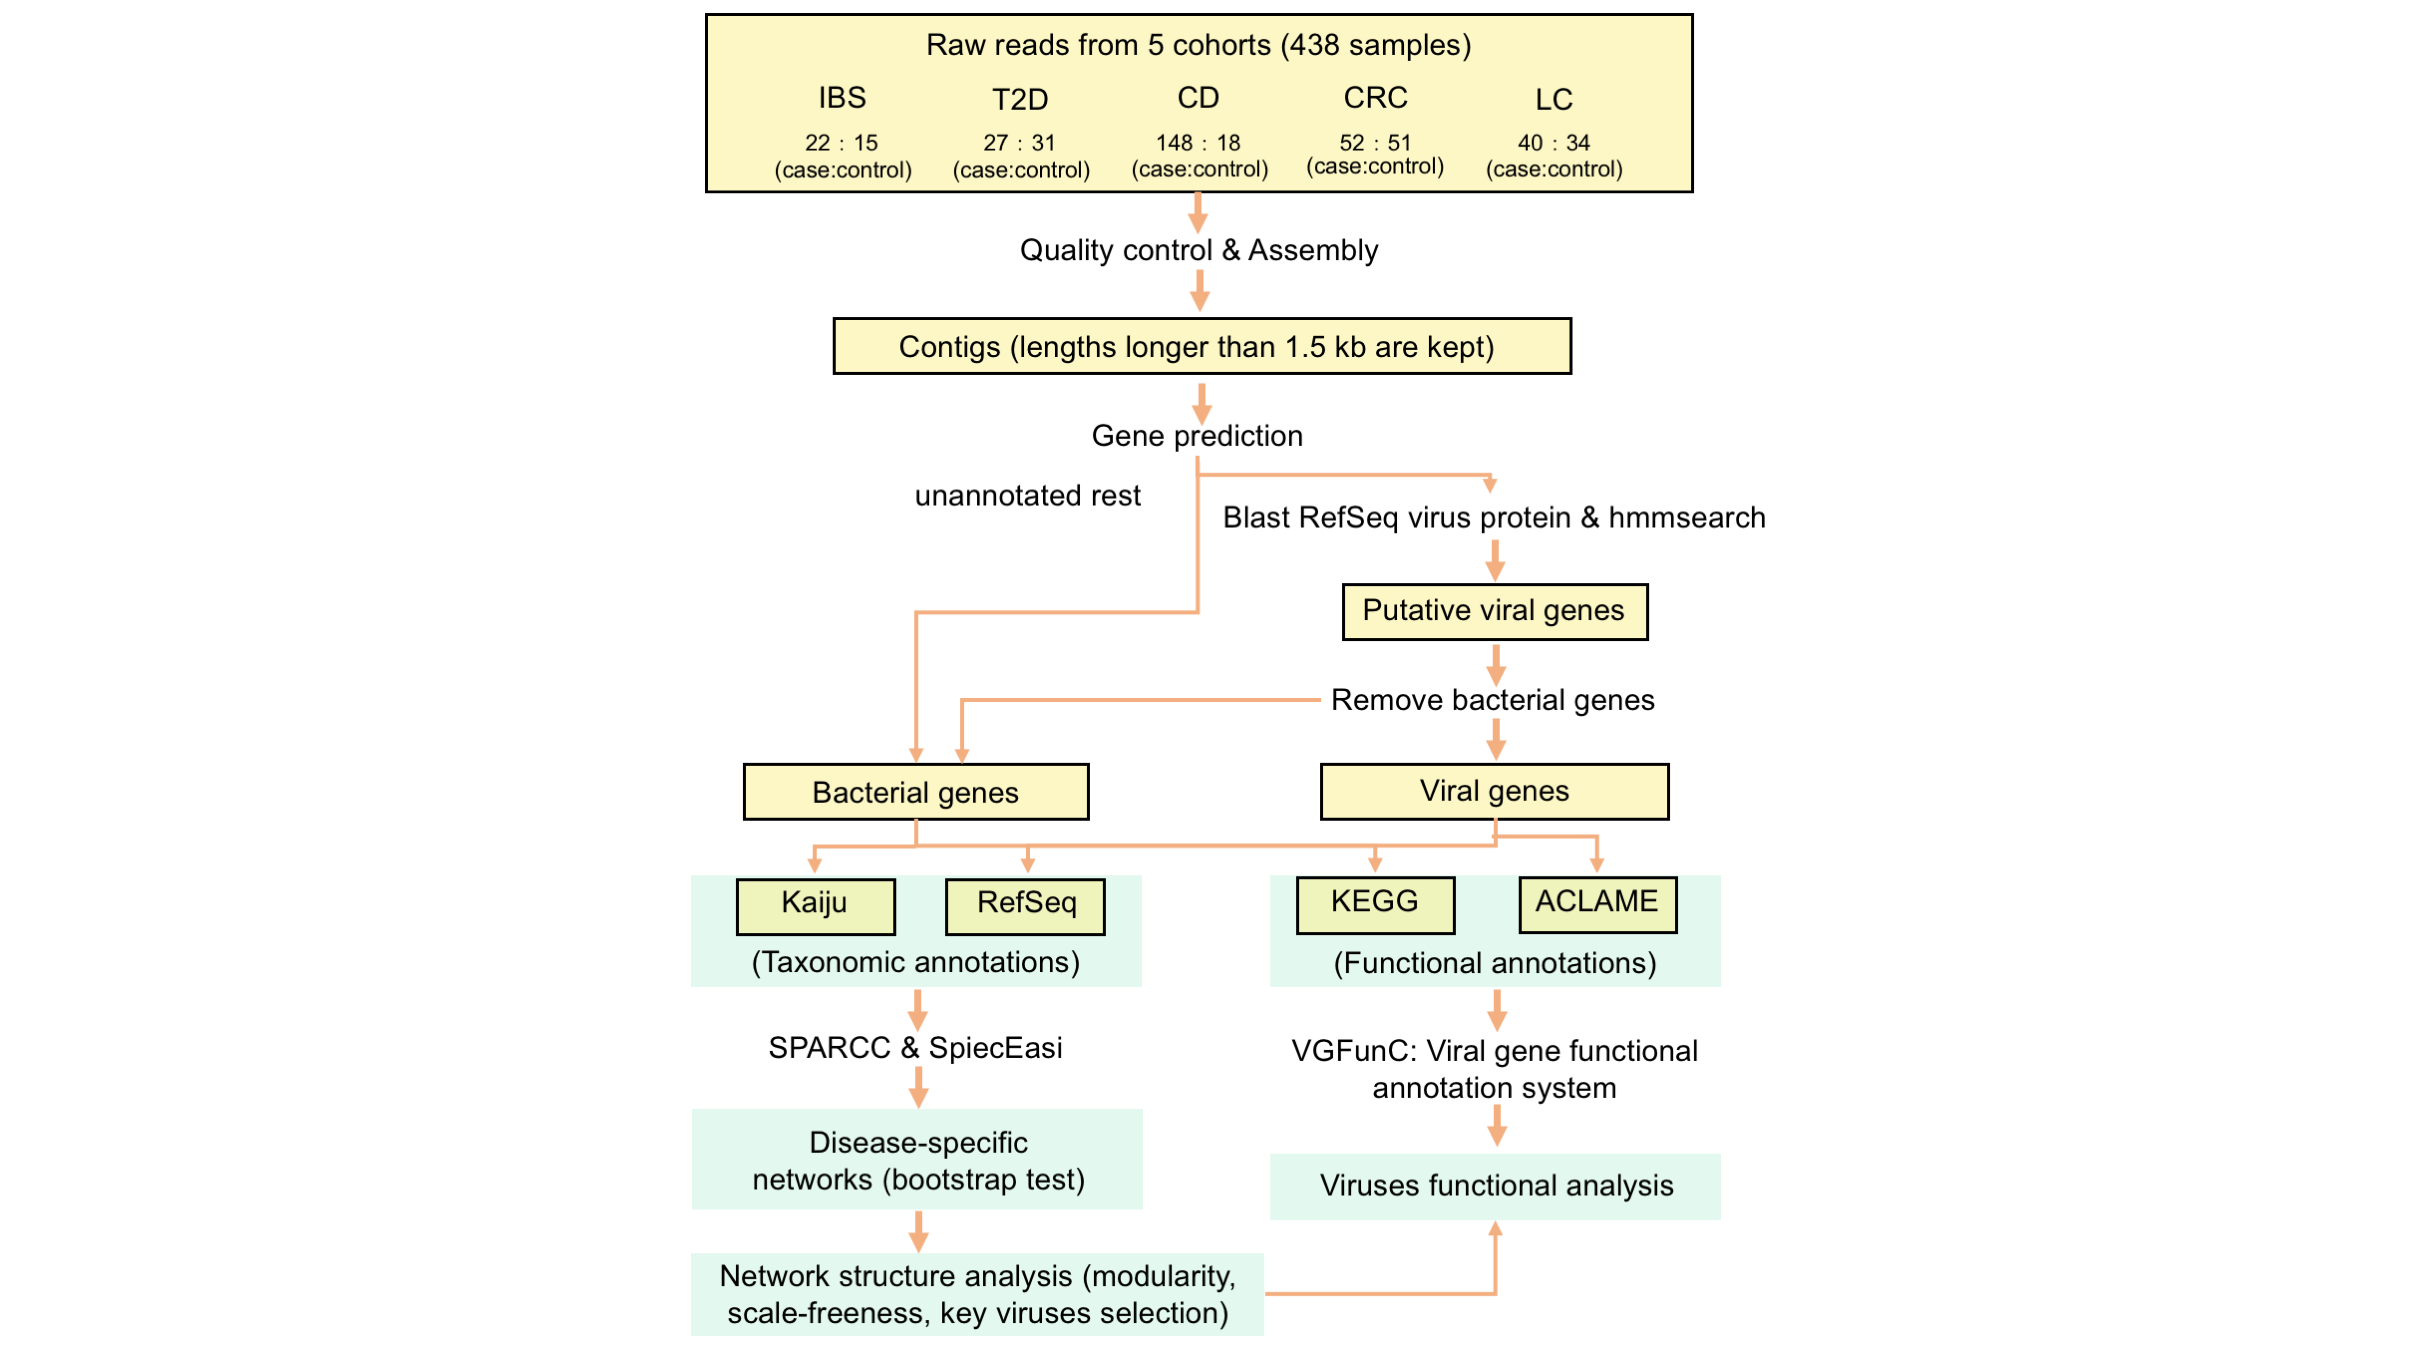 Raw reads from 5 cohorts (438 samples)
IBS T2D CD CRC LC
22 : 15 27 : 31 148 : 18 52 : 51 40 : 34
(case:control) (case:control) (case:control) (case:control) (case:control)
Quality control & Assembly
Contigs (lengths longer than 1.5 kb are kept)
Gene prediction
unannotated rest
Blast RefSeq virus protein & hmmsearch
Putative viral genes
Remove bacterial genes
Bacterial genes
Viral genes
Kaiju RefSeq
(Taxonomic annotations)
KEGG ACLAME
(Functional annotations)
SPARCC & SpiecEasi
VGFunC: Viral gene functional
annotation system
Disease-specific
networks (bootstrap test)
Viruses functional analysis
Network structure analysis (modularity,
scale-freeness, key viruses selection)